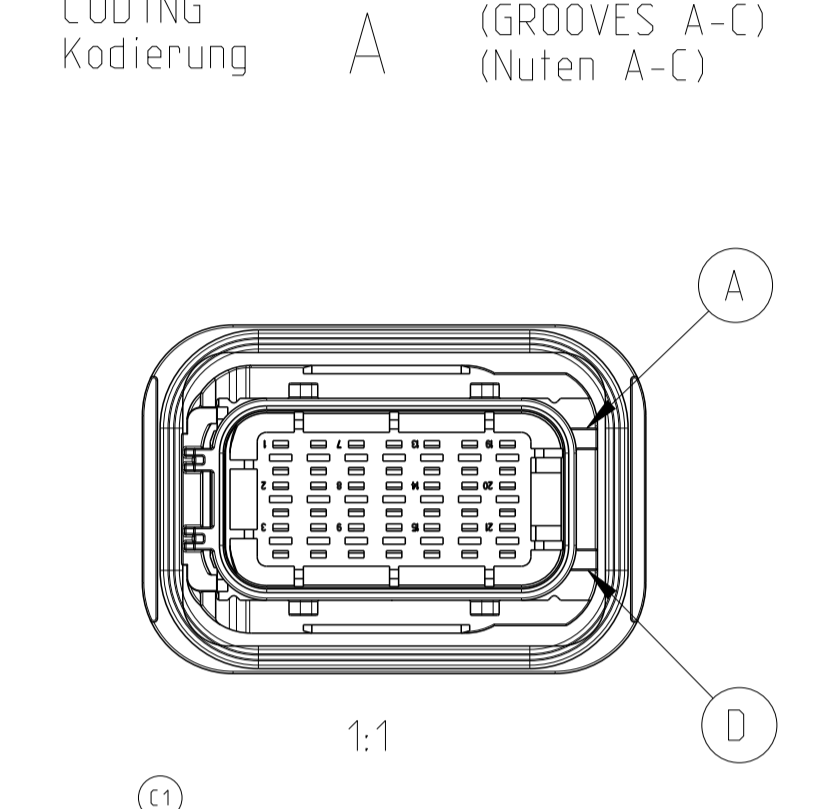 CODING
Kodierung
A
(GROOVES A-C)
(Nuten A-C)
A
1 7 13 19
2 8 14 20
3 9 15 21
D
1:1
C1